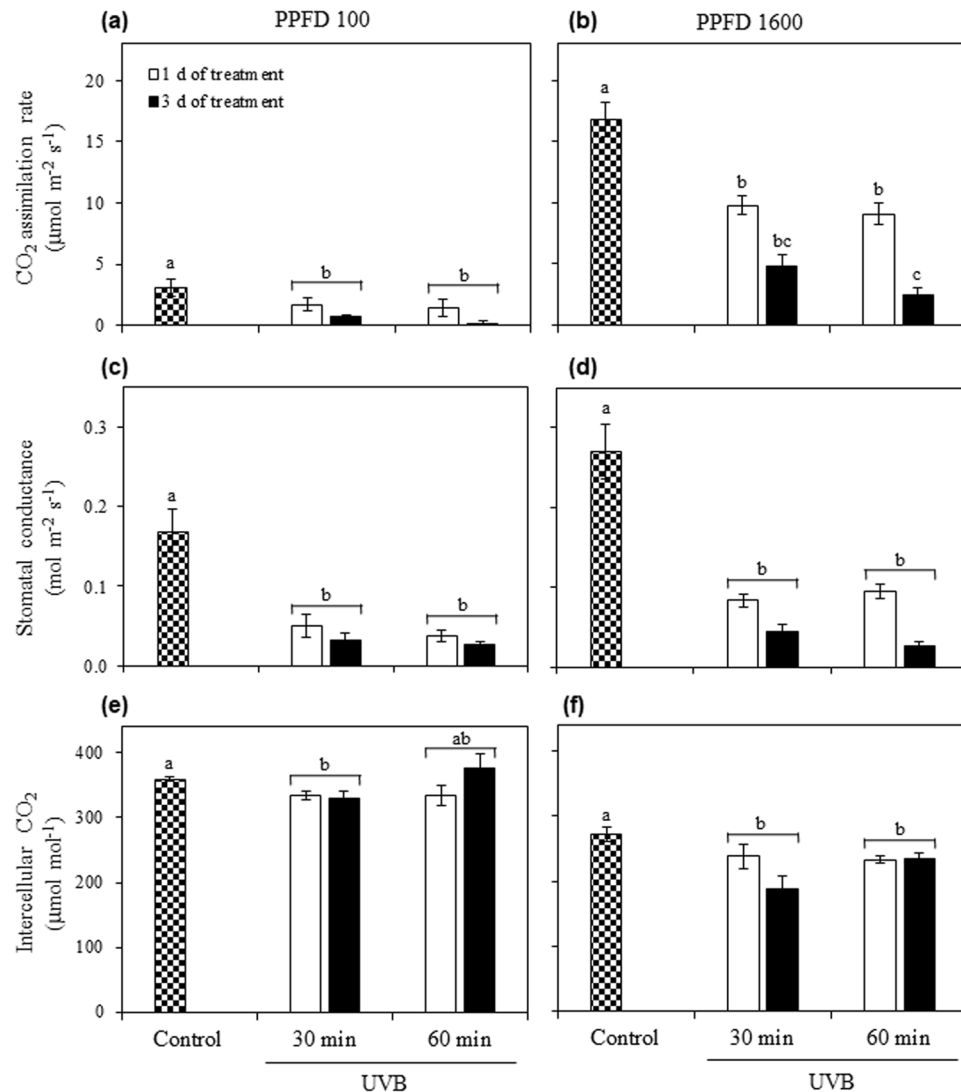 (a)
PPFD 100
(b)
PPFD 1600
CO2 assimilation rate
(μmol m-2 s-1)
20
15
10
5
0
1 d of treatment
3 d of treatment
a
b
b
a
b
bc
b
c
(c)
(d)
Stomatal conductance
(mol m-2 s-1)
0.3
0.2
0.1
0.0
a
b
b
a
b
b
(e)
(f)
Intercellular CO2
(μmol mol-1)
400
300
200
100
0
a
b
ab
a
b
b
Control
30 min
60 min
UVB
Control
30 min
60 min
UVB